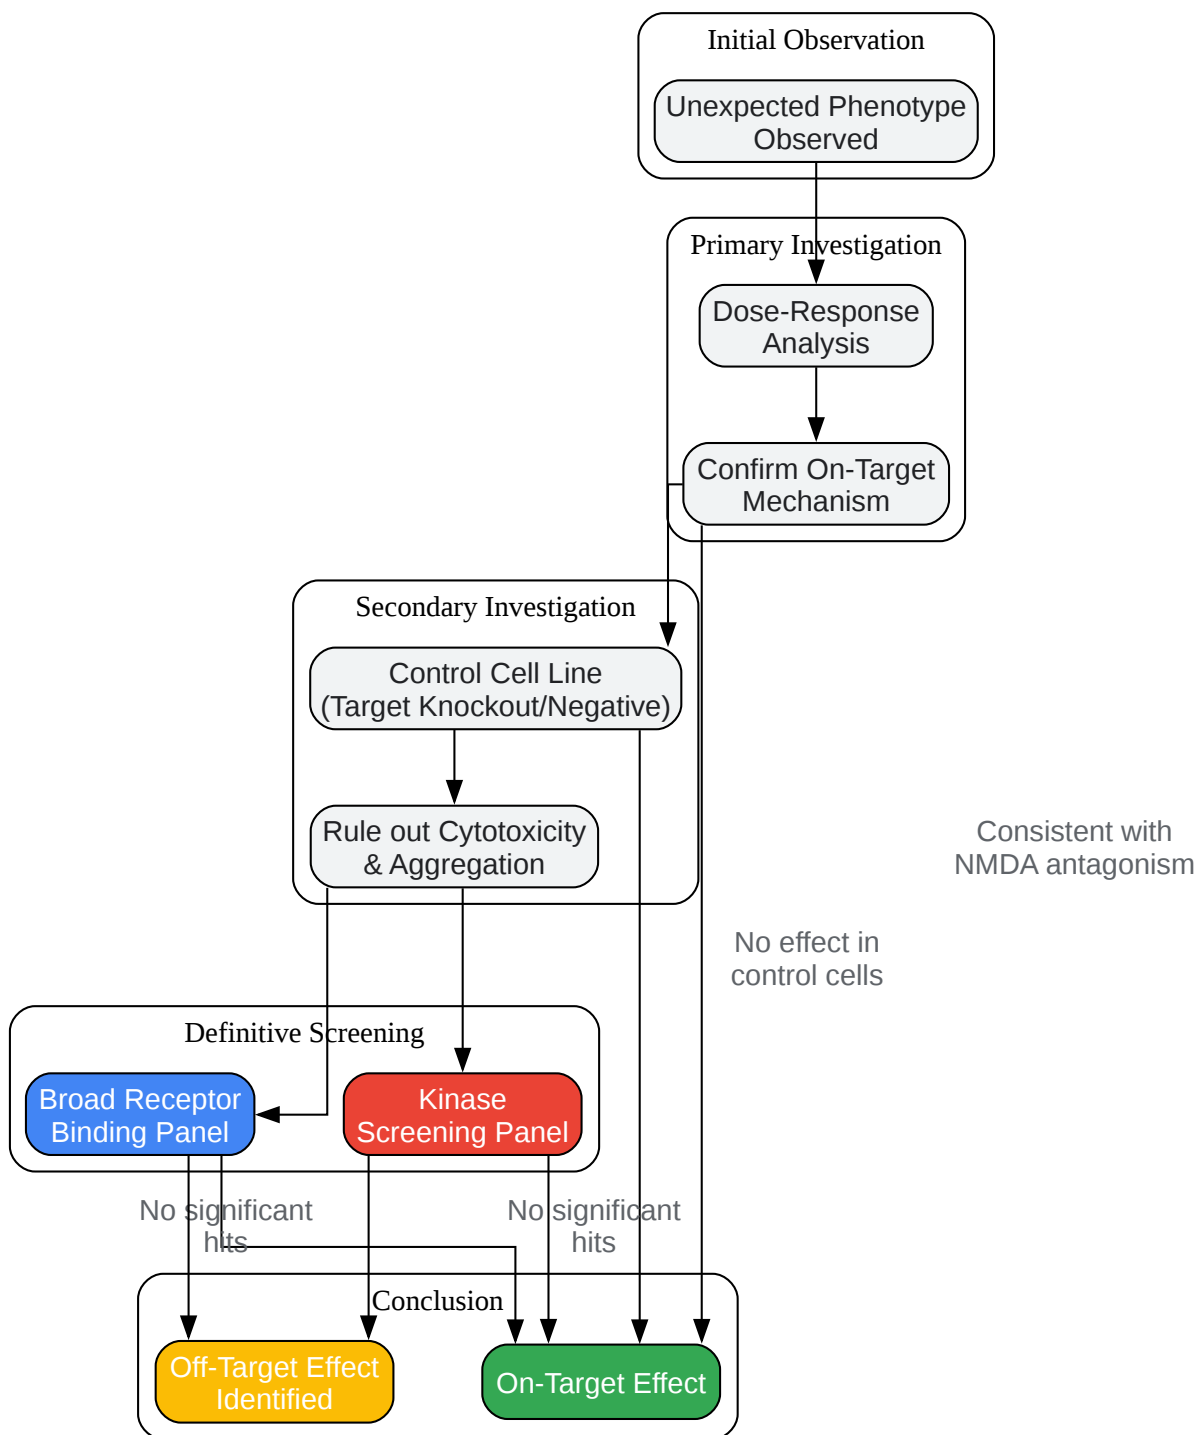 Initial Observation
Unexpected Phenotype
Observed
Primary Investigation
Dose-Response
Analysis
Confirm On-Target
Mechanism
Secondary Investigation
Control Cell Line
(Target Knockout/Negative)
Rule out Cytotoxicity
& Aggregation
Consistent with
NMDA antagonism
No effect in
control cells
Definitive Screening
Broad Receptor
Binding Panel
Kinase
Screening Panel
No significant
hits
No significant
hits
Conclusion
Off-Target Effect
Identified
On-Target Effect